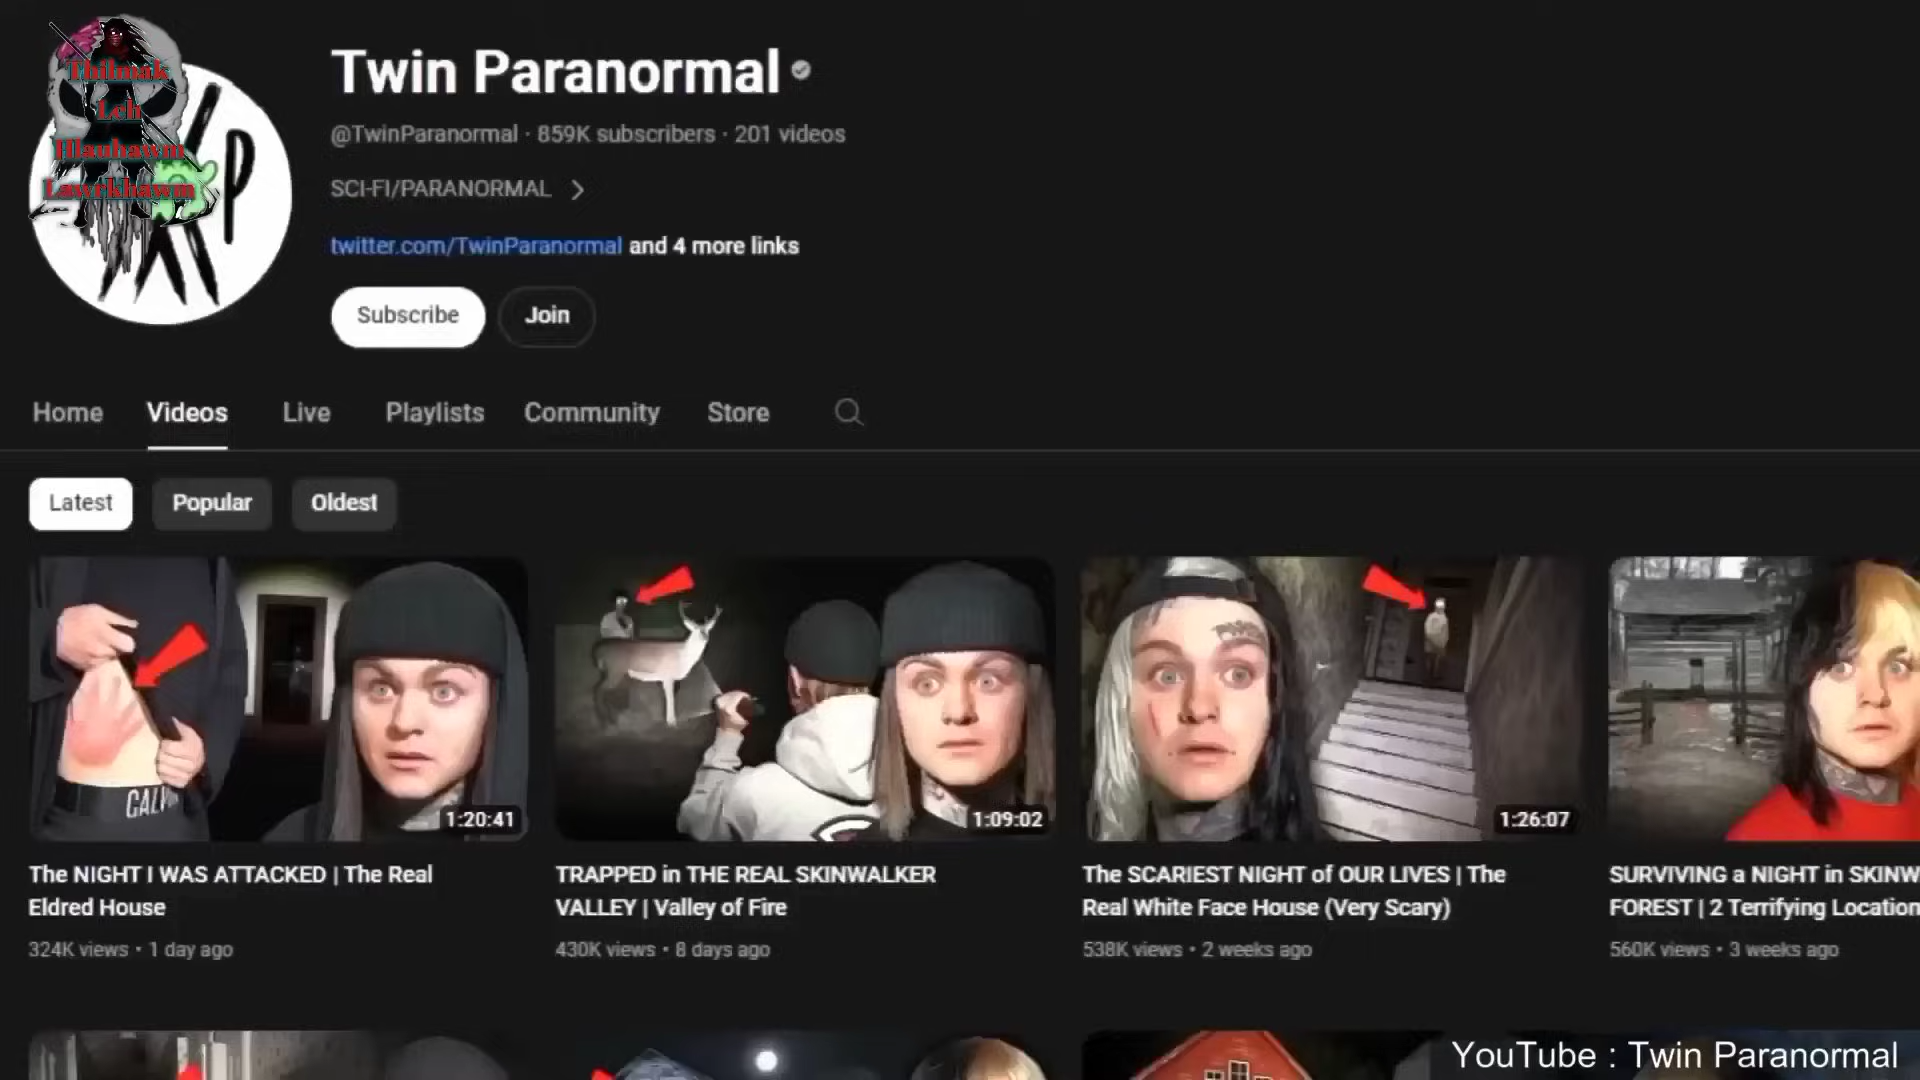 Thilmak
Leh
Hlauhawm
Lawrkhawm
P
Twin Paranormal
@TwinParanormal · 859K subscribers · 201 videos
SCI-FI/PARANORMAL
twitter.com/TwinParanormal and 4 more links
Subscribe
Join
Home
Videos
Live
Playlists
Community
Store
Latest
Popular
Oldest
1:20:41
1:09:02
1:26:07
The NIGHT I WAS ATTACKED | The Real
Eldred House
324K views • 1 day ago
TRAPPED in THE REAL SKINWALKER
VALLEY | Valley of Fire
430K views • 8 days ago
The SCARIEST NIGHT of OUR LIVES | The
Real White Face House (Very Scary)
538K views • 2 weeks ago
SURVIVING a NIGHT in SKINW
FOREST | 2 Terrifying Location
560K views • 3 weeks ago
YouTube : Twin Paranormal